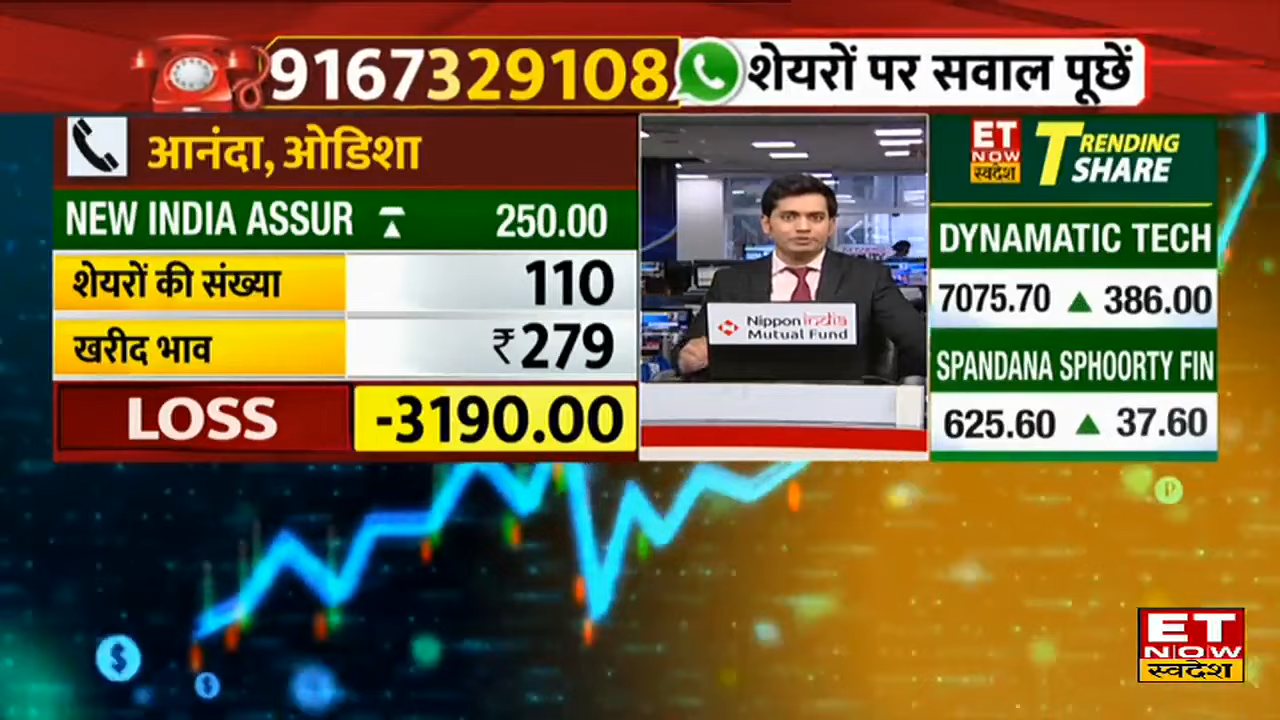 9167329108 शेयरों पर सवाल पूछें
आनंदा, ओडिशा
NEW INDIA ASSUR 250.00
शेयरों की संख्या 110
खरीद भाव ₹279
LOSS -3190.00
Nippon india
Mutual Fund
ET
NOW
स्वदेश
TRENDING
SHARE
DYNAMATIC TECH
7075.70 ▲ 386.00
SPANDANA SPHOORTY FIN
625.60 ▲ 37.60
ET
NOW
स्वदेश